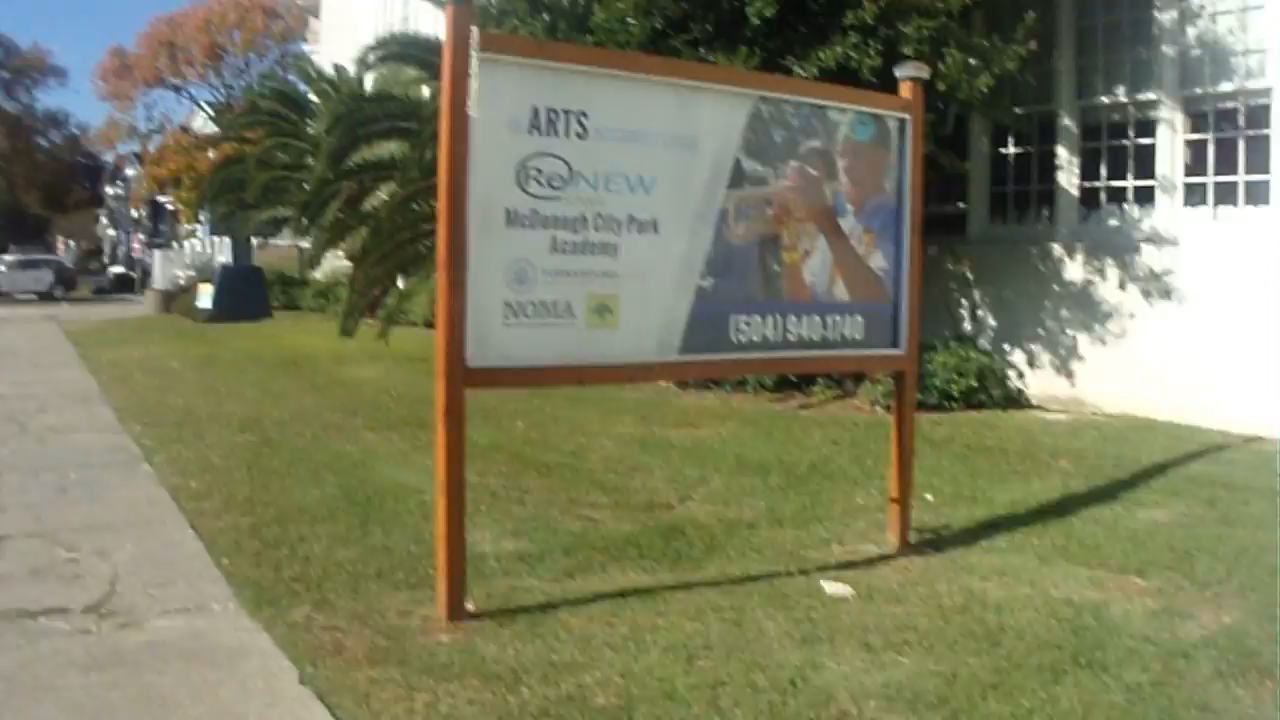 ARTS
ReNEW
McDonogh City Park
Academy
NOMA
(504) 940-1740